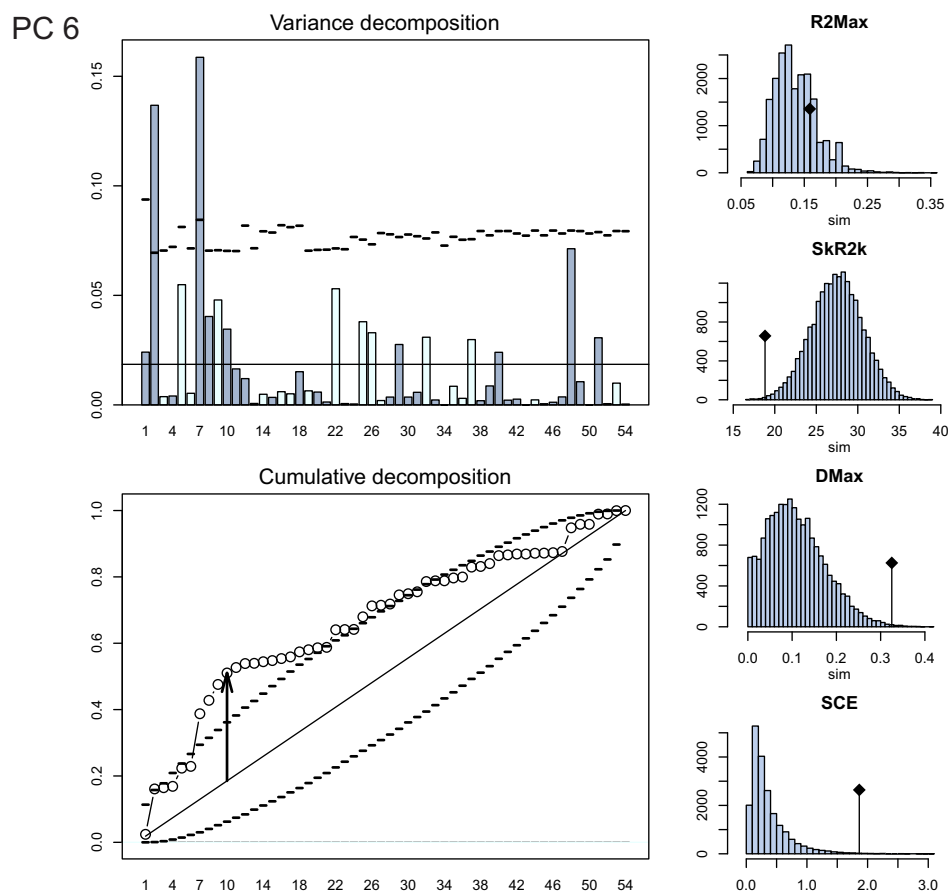 PC 6
Variance decomposition
0.15
0.10
0.05
0.00
1 4 7 10 14 18 22 26 30 34 38 42 46 50 54
Cumulative decomposition
1.0
0.8
0.6
0.4
0.2
0.0
1 4 7 10 14 18 22 26 30 34 38 42 46 50 54
R2Max
2000
1000
0
0.05 0.15 0.25 0.35
sim
SkR2k
800
400
0
15 20 25 30 35 40
sim
DMax
1200
800
400
0
0.0 0.1 0.2 0.3 0.4
sim
SCE
4000
2000
0
0.0 1.0 2.0 3.0